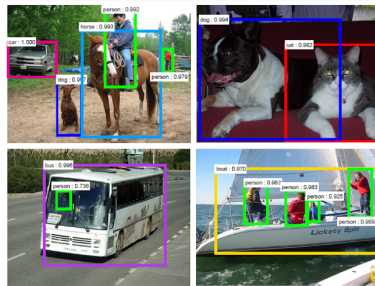 person : 0.992
horse : 0.993
car : 1.000
dog : 0.997
person : 0.979
dog : 0.994
cat : 0.982
bus : 0.996
person : 0.736
boat : 0.970
person : 0.983
person : 0.983
person : 0.925
person : 0.989
Lickety Split